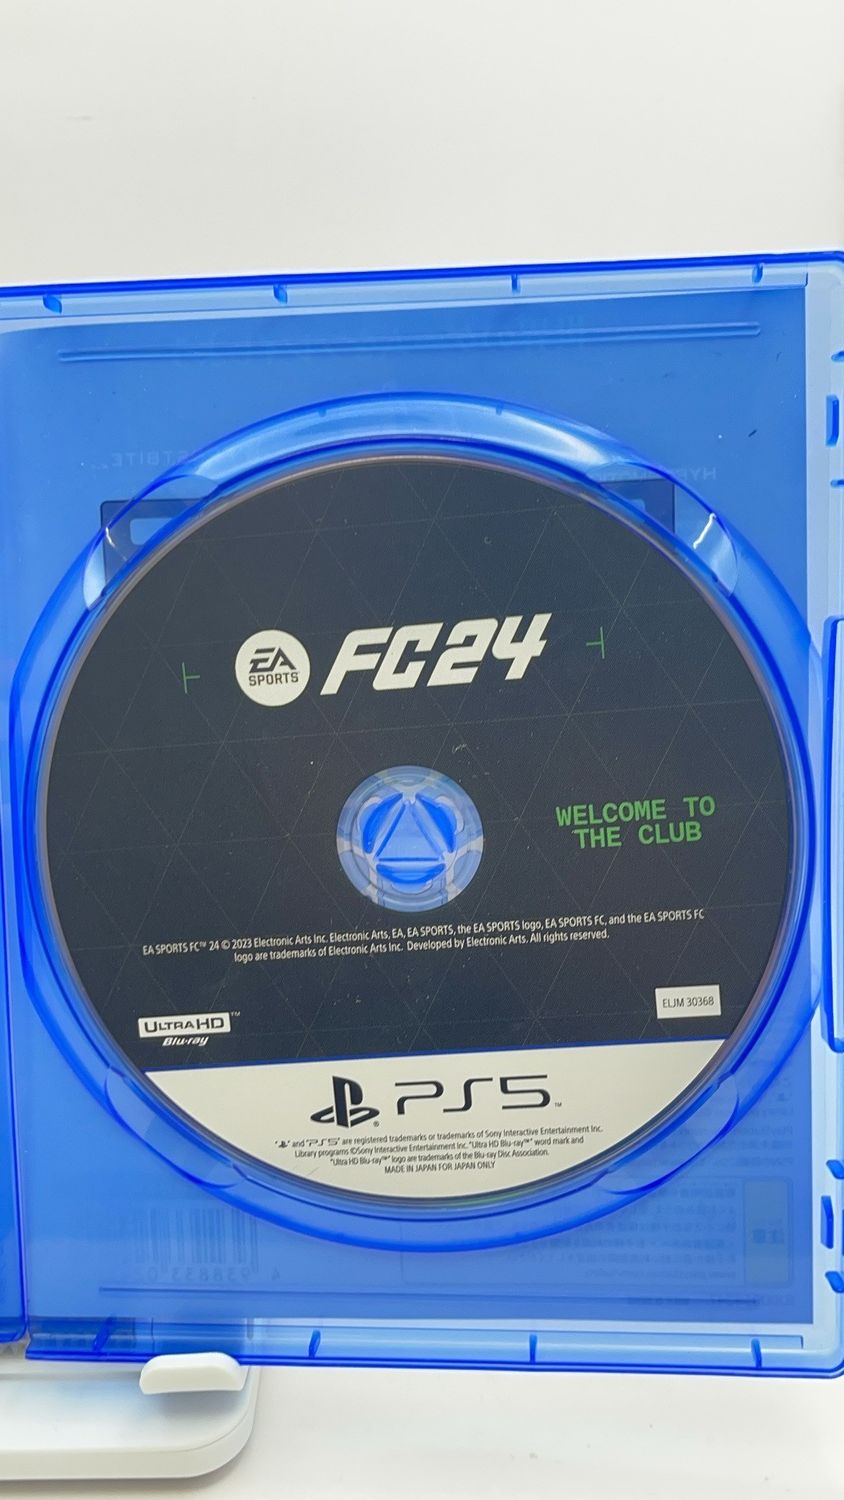 EA
SPORTS™
FC24
WELCOME TO
THE CLUB
EA SPORTS FC™ 24 © 2023 Electronic Arts Inc. Electronic Arts, EA, EA SPORTS, the EA SPORTS logo, EA SPORTS FC, and the EA SPORTS FC
logo are trademarks of Electronic Arts Inc. Developed by Electronic Arts. All rights reserved.
ELJM 30368
ULTRA HD™
Blu-ray
PS5™
and "PS5" are registered trademarks or trademarks of Sony Interactive Entertainment Inc.
Library programs ©Sony Interactive Entertainment Inc. "Ultra HD Blu-ray™" word mark and
"Ultra HD Blu-ray™" logo are trademarks of the Blu-ray Disc Association.
MADE IN JAPAN FOR JAPAN ONLY